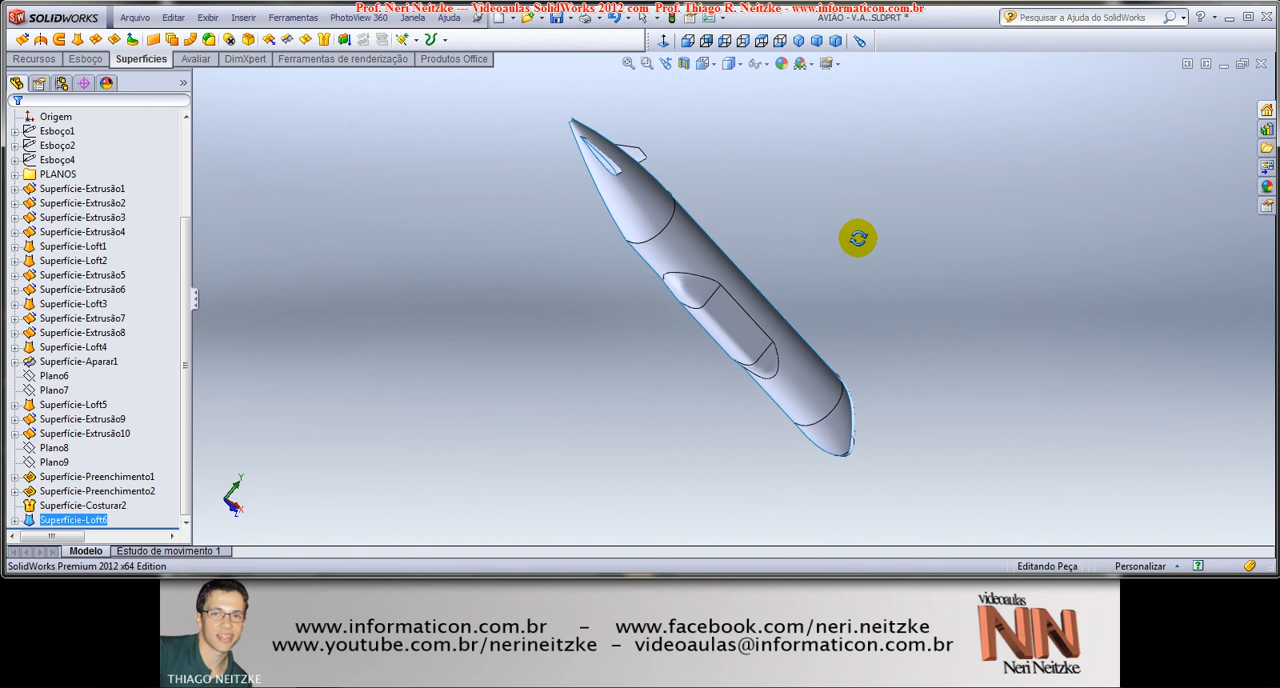 Prof. Neri Neitzke --- Videoaulas SolidWorks 2012 com Prof. Thiago R. Neitzke - www.informaticon.com.br
SOLIDWORKS
Arquivo Editar Exibir Inserir Ferramentas PhotoView 360 Janela Ajuda
AVIAO - V.A...SLDPRT *
Pesquisar a Ajuda do SolidWorks
Recursos Esboço Superfícies Avaliar DimXpert Ferramentas de renderização Produtos Office
Origem
Esboço1
Esboço2
Esboço4
PLANOS
Superfície-Extrusão1
Superfície-Extrusão2
Superfície-Extrusão3
Superfície-Extrusão4
Superfície-Loft1
Superfície-Loft2
Superfície-Extrusão5
Superfície-Extrusão6
Superfície-Loft3
Superfície-Extrusão7
Superfície-Extrusão8
Superfície-Loft4
Superfície-Aparar1
Plano6
Plano7
Superfície-Loft5
Superfície-Extrusão9
Superfície-Extrusão10
Plano8
Plano9
Superfície-Preenchimento1
Superfície-Preenchimento2
Superfície-Costurar2
Superfície-Loft6
Y
X
Z
Modelo Estudo de movimento 1
SolidWorks Premium 2012 x64 Edition
Editando Peça
Personalizar
www.informaticon.com.br - www.facebook.com/neri.neitzke
www.youtube.com.br/nerineitzke - videoaulas@informaticon.com.br
THIAGO NEITZKE
videoaulas
NN
Neri Neitzke